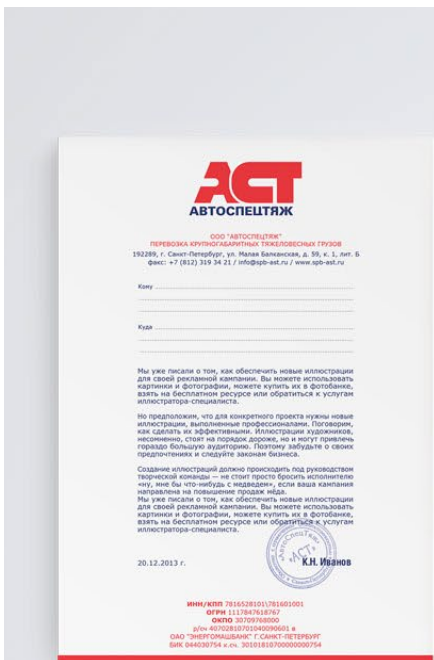 АСТ
АВТОСПЕЦТЯЖ
ООО "АВТОСПЕЦТЯЖ"
ПЕРЕВОЗКА КРУПНОГАБАРИТНЫХ ТЯЖЕЛОВЕСНЫХ ГРУЗОВ
192289, г. Санкт-Петербург, ул. Малая Балканская, д. 59, к. 1, лит. Б
факс: +7 (812) 319 34 21 / info@spb-ast.ru / www.spb-ast.ru
Кому
Куда
Мы уже писали о том, как обеспечить новые иллюстрации
для своей рекламной кампании. Вы можете использовать
картинки и фотографии, можете купить их в фотобанке,
взять на бесплатном ресурсе или обратиться к услугам
иллюстратора-специалиста.
Но предположим, что для конкретного проекта нужны новые
иллюстрации, выполненные профессионалами. Поговорим,
как сделать их эффективными. Иллюстрации художников,
несомненно, стоят на порядок дороже, но и могут привлечь
гораздо большую аудиторию. Поэтому забудьте о своих
предпочтениях и следуйте законам бизнеса.
Создание иллюстраций должно происходить под руководством
творческой команды — не стоит просто бросить исполнителю
«ну, мне бы что-нибудь с медведем», если ваша кампания
направлена на повышение продаж мёда.
Мы уже писали о том, как обеспечить новые иллюстрации
для своей рекламной кампании. Вы можете использовать
картинки и фотографии, можете купить их в фотобанке,
взять на бесплатном ресурсе или обратиться к услугам
иллюстратора-специалиста.
«АвтоСпецТяж»
"АСТ"
20.12.2013 г.
К.Н. Иванов
ИНН/КПП 7816528101\781601001
ОГРН 1117847618767
ОКПО 30709768000
р/сч 40702810701040090601 в
ОАО "ЭНЕРГОМАШБАНК" Г.САНКТ-ПЕТЕРБУРГ
БИК 044030754 к.сч. 30101810700000000754